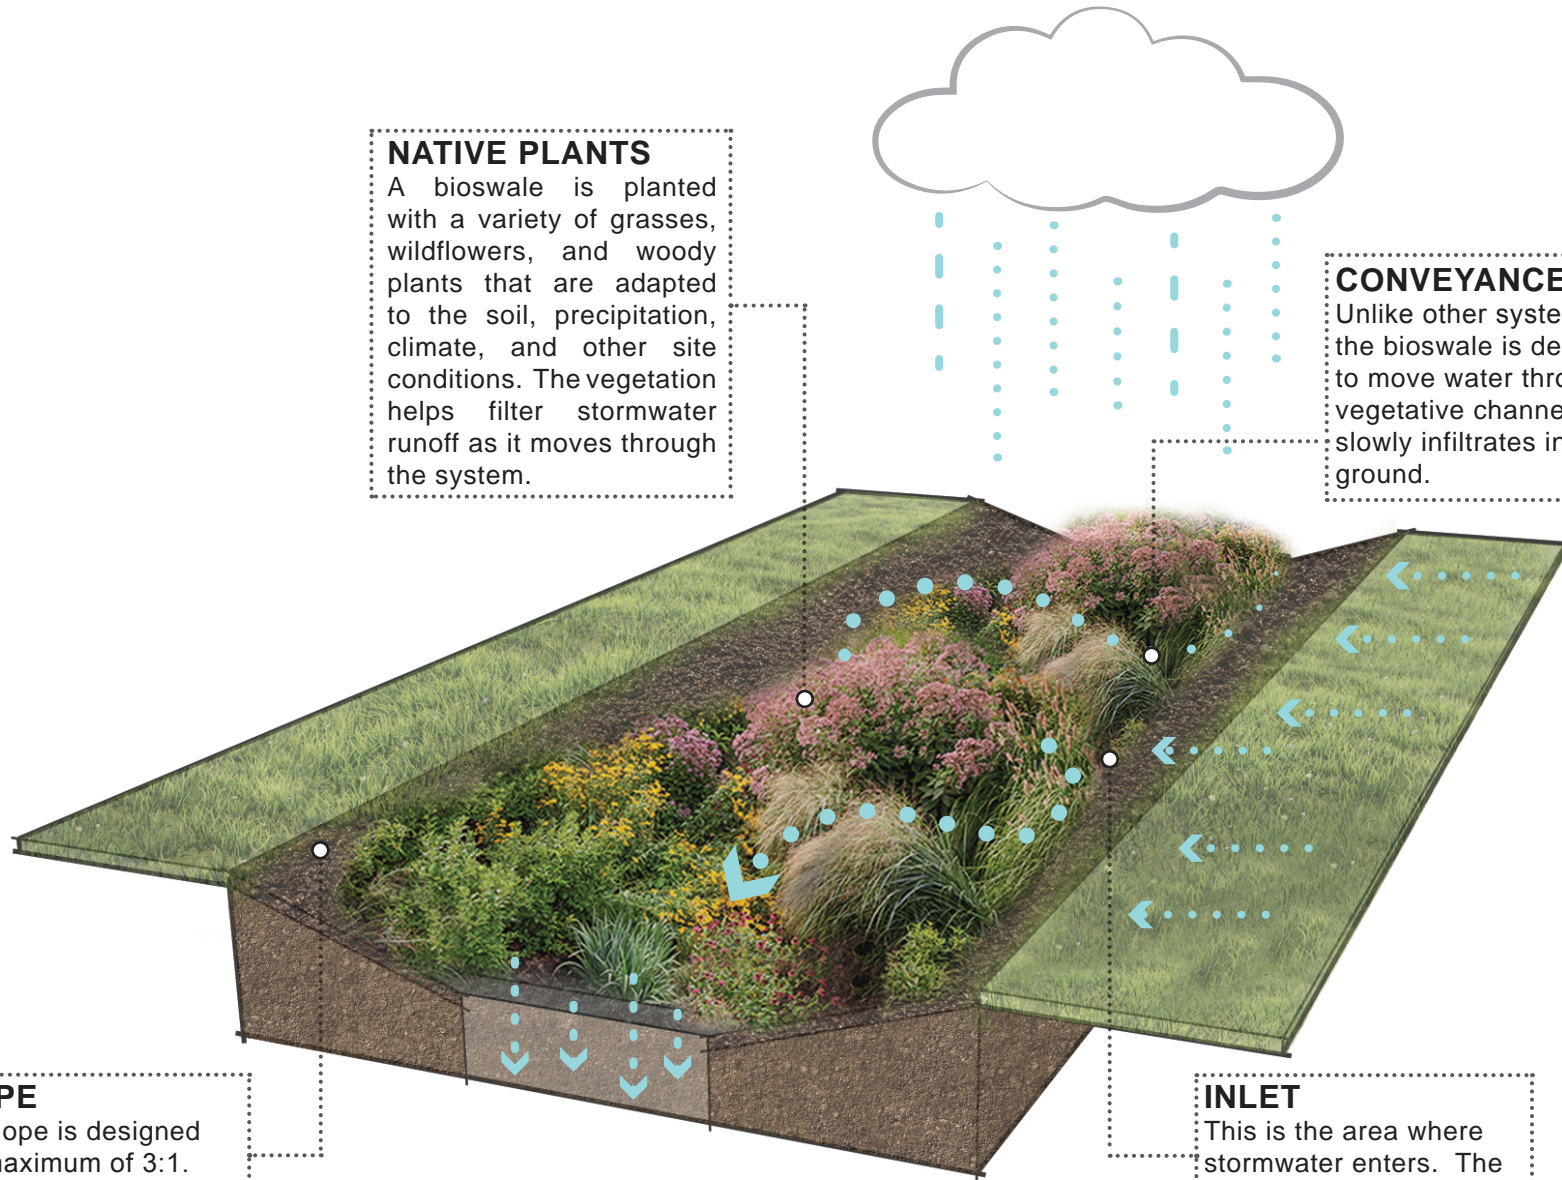 NATIVE PLANTS
A bioswale is planted
with a variety of grasses,
wildflowers, and woody
plants that are adapted
to the soil, precipitation,
climate, and other site
conditions. The vegetation
helps filter stormwater
runoff as it moves through
the system.
CONVEYANCE
Unlike other syste
the bioswale is de
to move water thro
vegetative channe
slowly infiltrates in
ground.
PE
ope is designed
maximum of 3:1.
INLET
This is the area where
stormwater enters. The